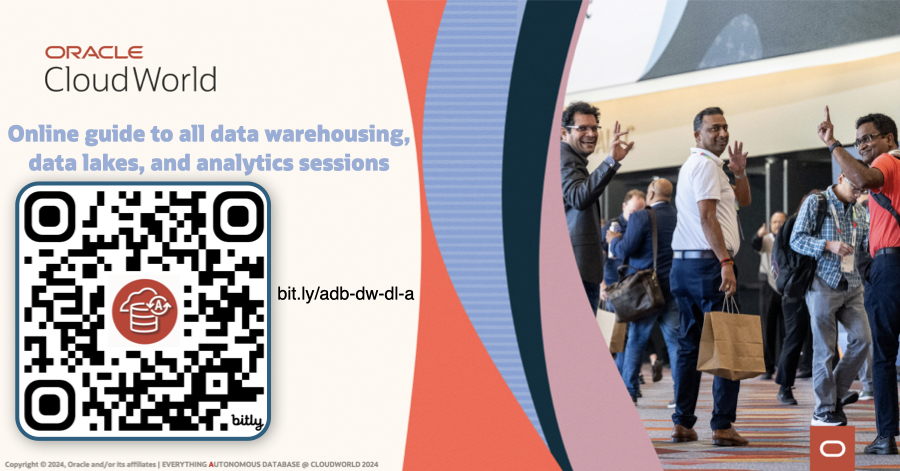 ORACLE
CloudWorld
Online guide to all data warehousing,
data lakes, and analytics sessions
A
bit.ly/adb-dw-dl-a
bitly
Copyright © 2024, Oracle and/or its affiliates | EVERYTHING AUTONOMOUS DATABASE @ CLOUDWORLD 2024